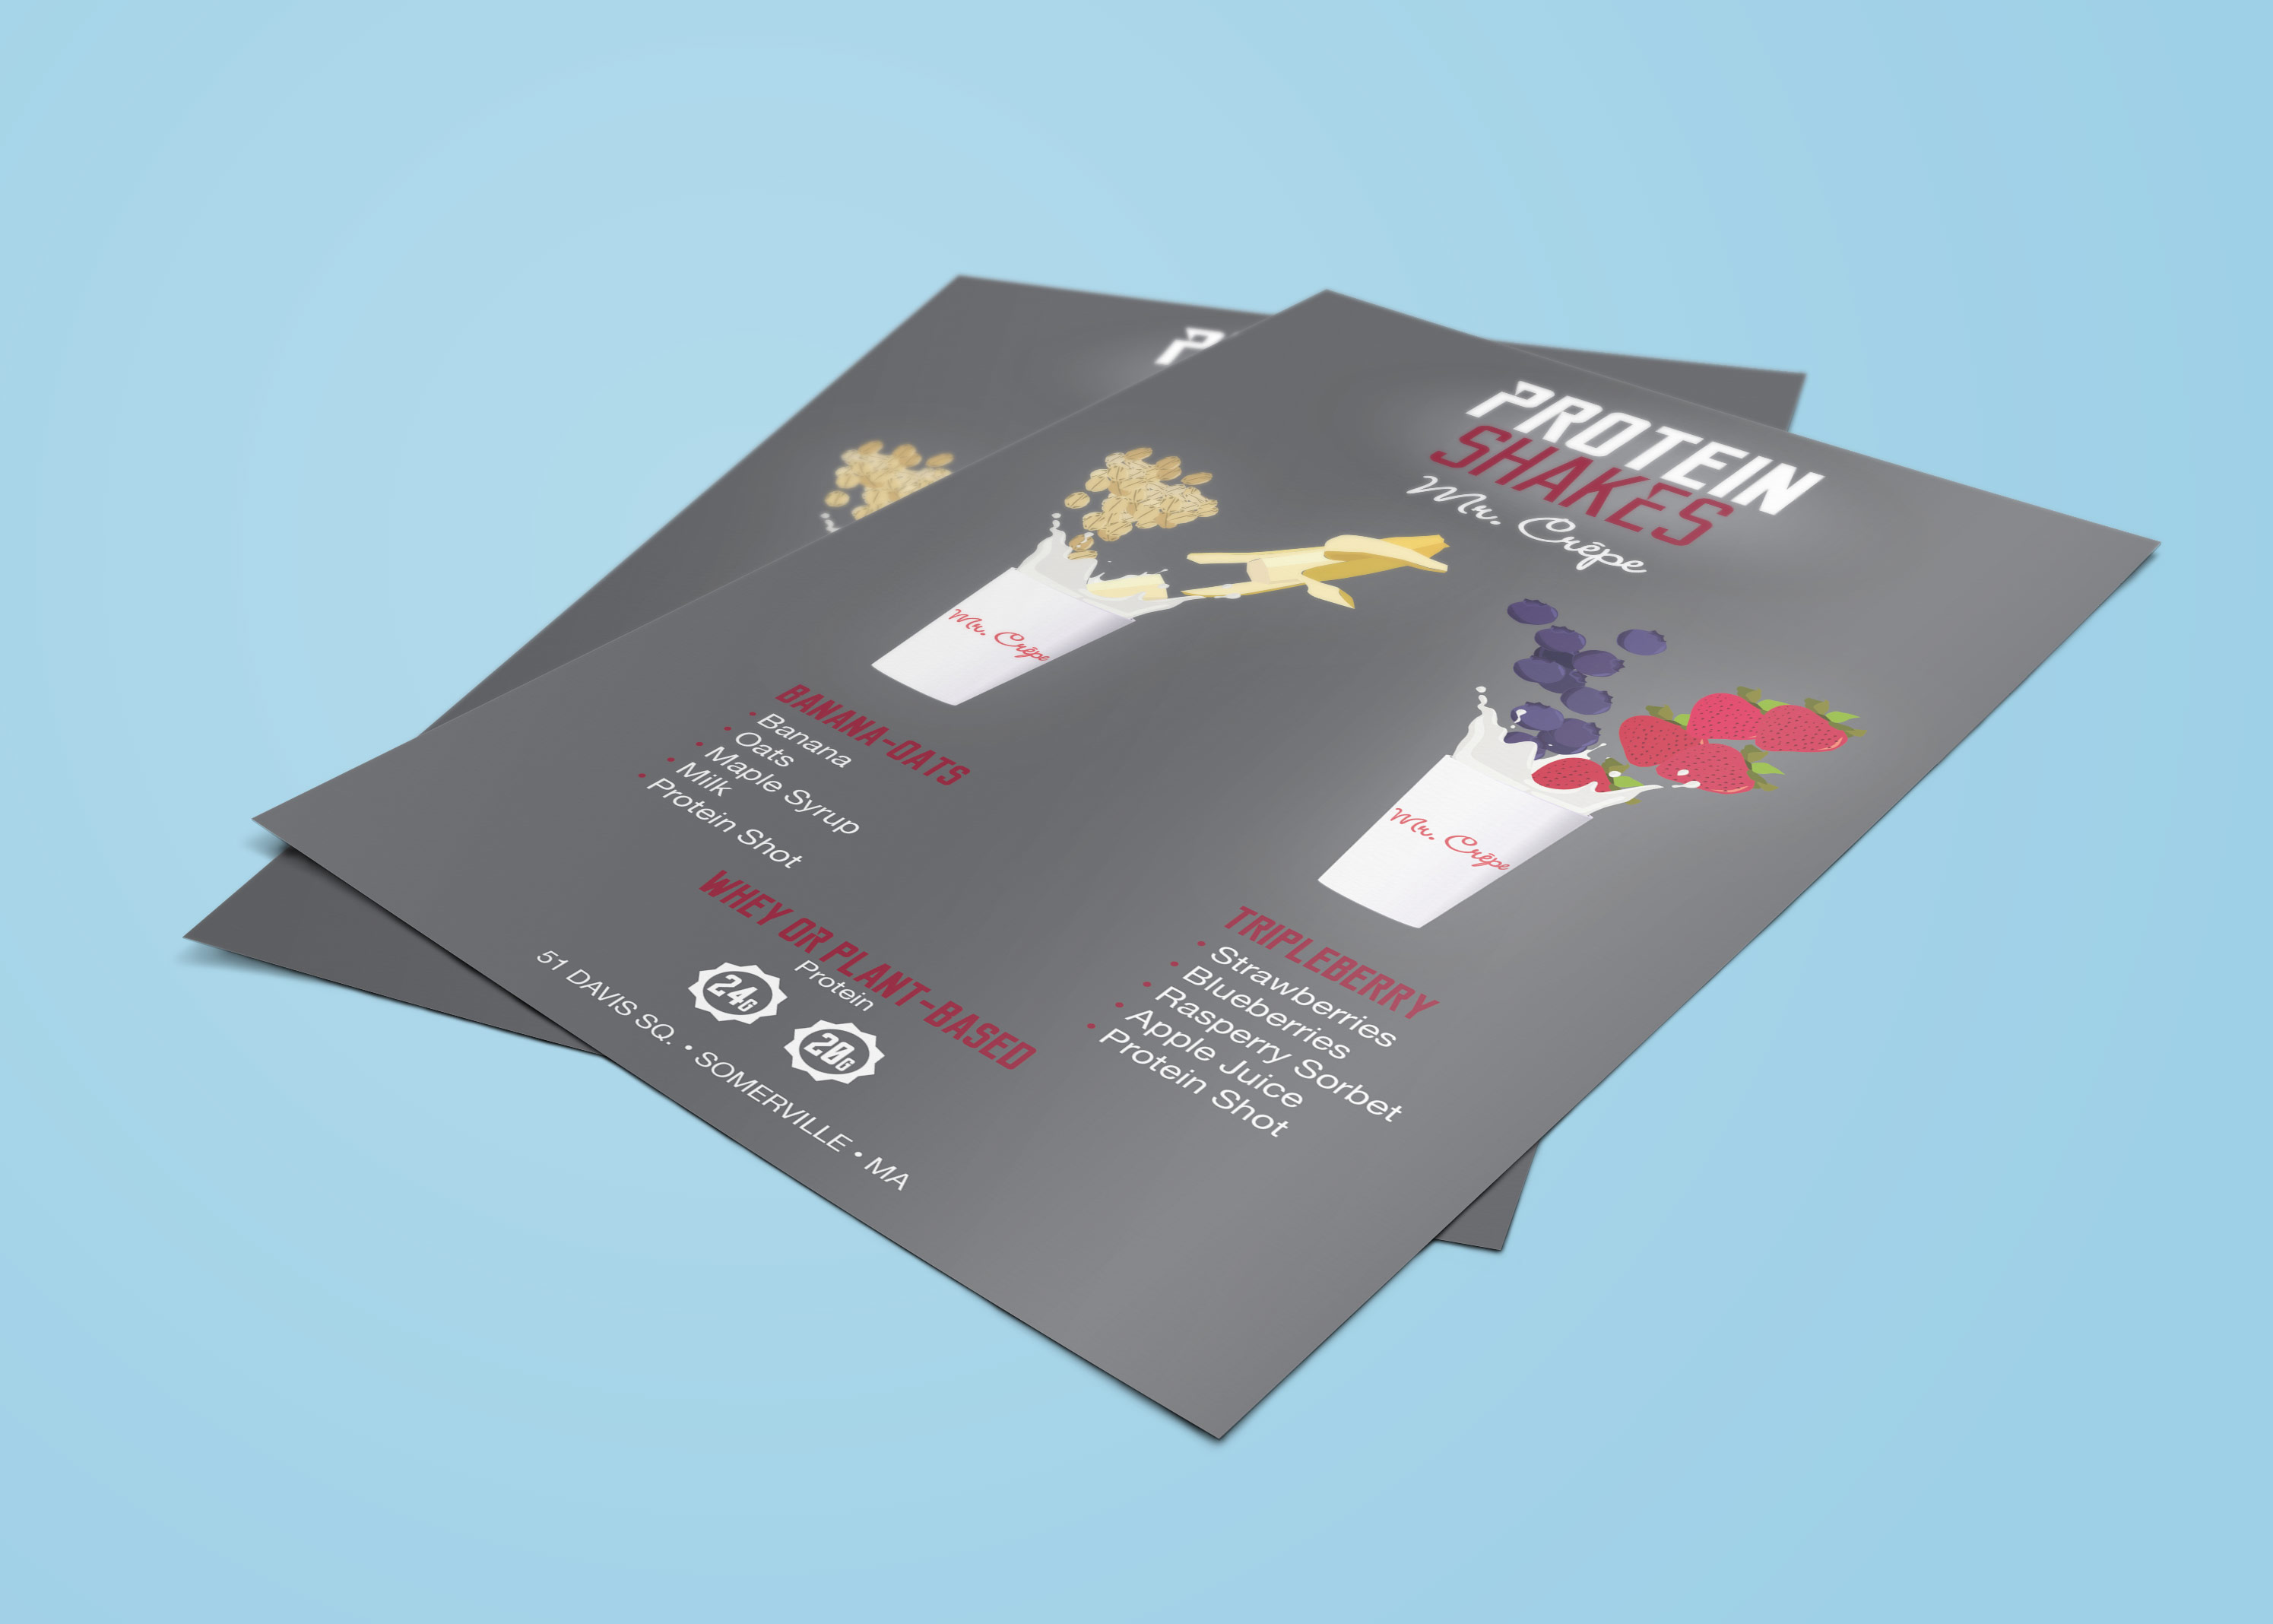 PROTEIN
SHAKES
Mr. Crêpe
Mr. Crêpe
BANANA-OATS
• Banana
• Oats
• Maple Syrup
• Milk
• Protein Shot
Mr. Crêpe
TRIPLEBERRY
• Strawberries
• Blueberries
• Rasperry Sorbet
• Apple Juice
• Protein Shot
WHEY OR PLANT-BASED
Protein
24G
20G
51 DAVIS SQ. • SOMERVILLE • MA
P